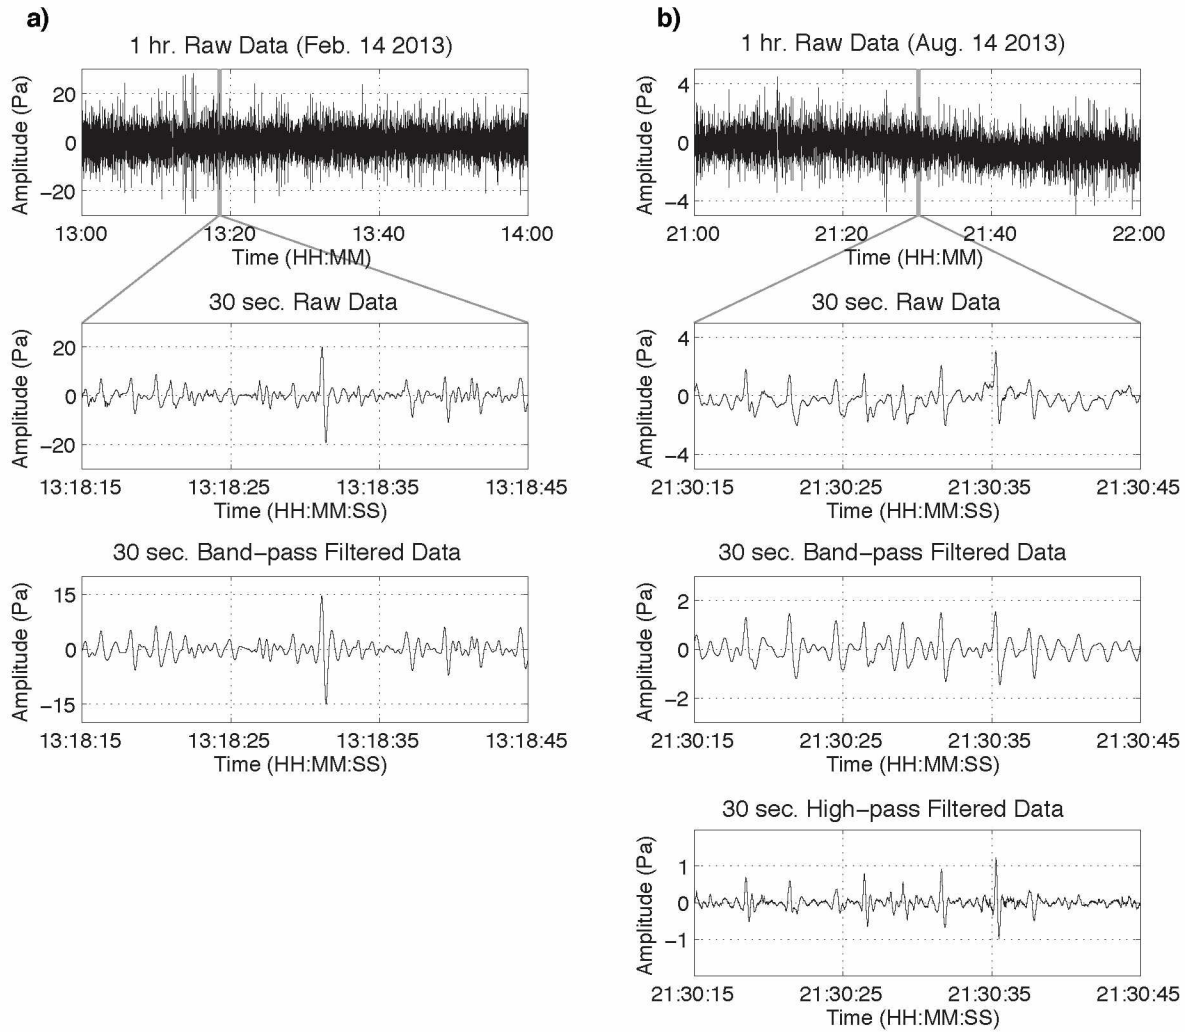 a)
1 hr. Raw Data (Feb. 14 2013)
Amplitude (Pa)
20
0
−20
13:00
13:20
13:40
14:00
Time (HH:MM)
30 sec. Raw Data
Amplitude (Pa)
20
0
−20
13:18:15
13:18:25
13:18:35
13:18:45
Time (HH:MM:SS)
30 sec. Band−pass Filtered Data
Amplitude (Pa)
15
0
−15
13:18:15
13:18:25
13:18:35
13:18:45
Time (HH:MM:SS)
b)
1 hr. Raw Data (Aug. 14 2013)
Amplitude (Pa)
4
0
−4
21:00
21:20
21:40
22:00
Time (HH:MM)
30 sec. Raw Data
Amplitude (Pa)
4
0
−4
21:30:15
21:30:25
21:30:35
21:30:45
Time (HH:MM:SS)
30 sec. Band−pass Filtered Data
Amplitude (Pa)
2
0
−2
21:30:15
21:30:25
21:30:35
21:30:45
Time (HH:MM:SS)
30 sec. High−pass Filtered Data
Amplitude (Pa)
1
0
−1
21:30:15
21:30:25
21:30:35
21:30:45
Time (HH:MM:SS)